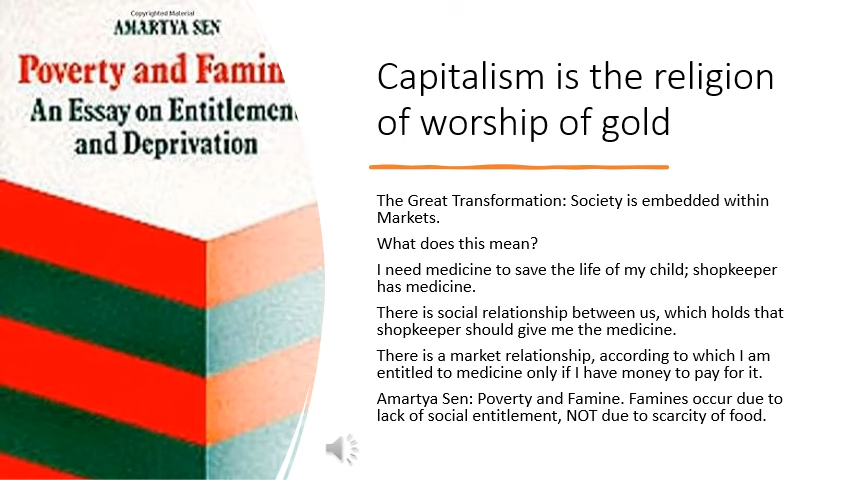 Copyrighted Material
AMARTYA SEN
Poverty and Famin
An Essay on Entitlemen
and Deprivation
Capitalism is the religion
of worship of gold
The Great Transformation: Society is embedded within
Markets.
What does this mean?
I need medicine to save the life of my child; shopkeeper
has medicine.
There is social relationship between us, which holds that
shopkeeper should give me the medicine.
There is a market relationship, according to which I am
entitled to medicine only if I have money to pay for it.
Amartya Sen: Poverty and Famine. Famines occur due to
lack of social entitlement, NOT due to scarcity of food.